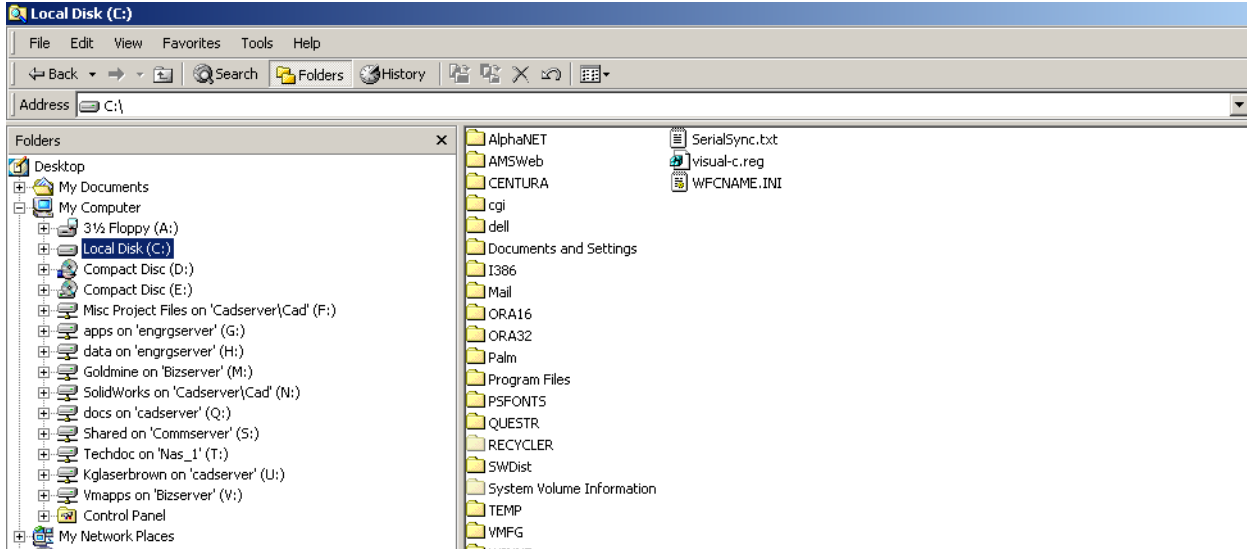 Local Disk (C:)
File Edit View Favorites Tools Help
Back Search Folders History
Address C:\
Folders
Desktop
My Documents
My Computer
3½ Floppy (A:)
Local Disk (C:)
Compact Disc (D:)
Compact Disc (E:)
Misc Project Files on 'Cadserver\Cad' (F:)
apps on 'engrgserver' (G:)
data on 'engrgserver' (H:)
Goldmine on 'Bizserver' (M:)
SolidWorks on 'Cadserver\Cad' (N:)
docs on 'cadserver' (Q:)
Shared on 'Commserver' (S:)
Techdoc on 'Nas_1' (T:)
Kglaserbrown on 'cadserver' (U:)
Vmapps on 'Bizserver' (V:)
Control Panel
My Network Places
AlphaNET
AMSWeb
CENTURA
cgi
dell
Documents and Settings
I386
Mail
ORA16
ORA32
Palm
Program Files
PSFONTS
QUESTR
RECYCLER
SWDist
System Volume Information
TEMP
VMFG
SerialSync.txt
visual-c.reg
WFCNAME.INI